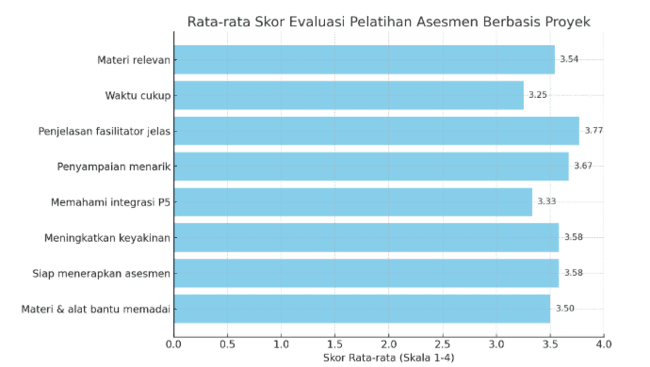 Rata-rata Skor Evaluasi Pelatihan Asesmen Berbasis Proyek
Materi relevan 3.54
Waktu cukup 3.25
Penjelasan fasilitator jelas 3.77
Penyampaian menarik 3.67
Memahami integrasi P5 3.33
Meningkatkan keyakinan 3.58
Siap menerapkan asesmen 3.58
Materi & alat bantu memadai 3.50
0.0 0.5 1.0 1.5 2.0 2.5 3.0 3.5 4.0
Skor Rata-rata (Skala 1-4)